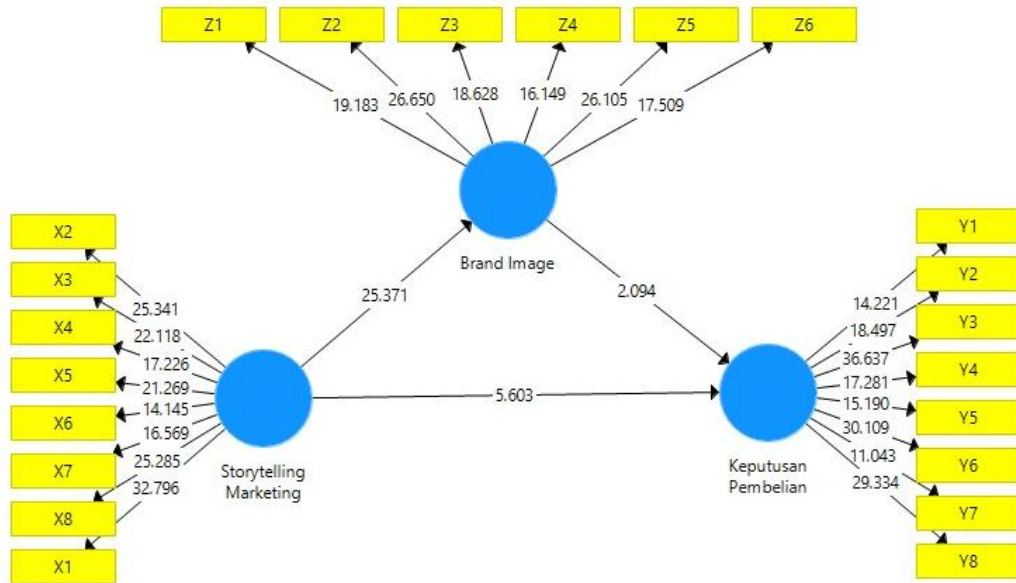 Z1 Z2 Z3 Z4 Z5 Z6
19.183 26.650 18.628 16.149 26.105 17.509
Brand Image
25.371
2.094
5.603
X2
X3
X4
X5
X6
X7
X8
X1
25.341
22.118
17.226
21.269
14.145
16.569
25.285
32.796
Storytelling
Marketing
Keputusan
Pembelian
14.221
18.497
36.637
17.281
15.190
30.109
11.043
29.334
Y1
Y2
Y3
Y4
Y5
Y6
Y7
Y8